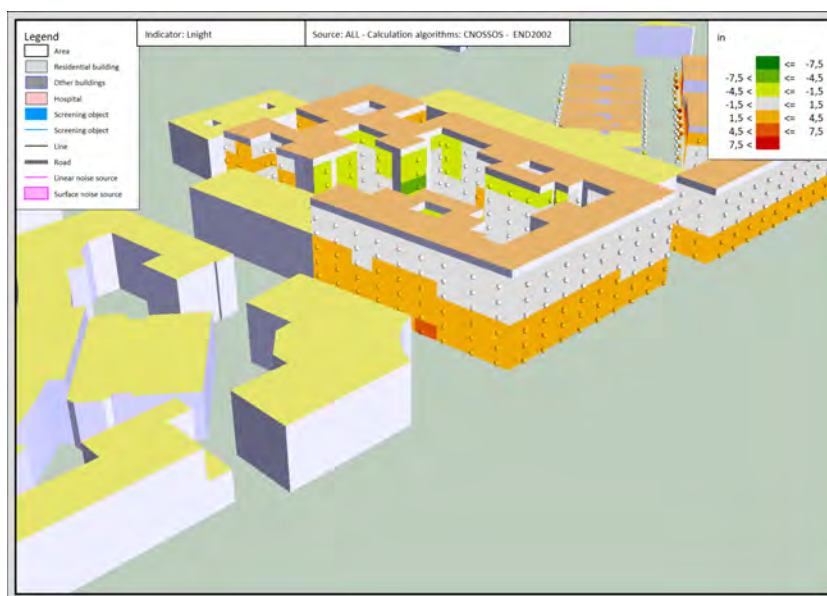 Legend
Area
Residential building
Other buildings
Hospital
Screening object
Screening object
Line
Road
Linear noise source
Surface noise source
Indicator: Lnight
Source: ALL - Calculation algorithms: CNOSSOS - END2002
in
<= -7,5
-7,5 < <= -4,5
-4,5 < <= -1,5
-1,5 < <= 1,5
1,5 < <= 4,5
4,5 < <= 7,5
7,5 <